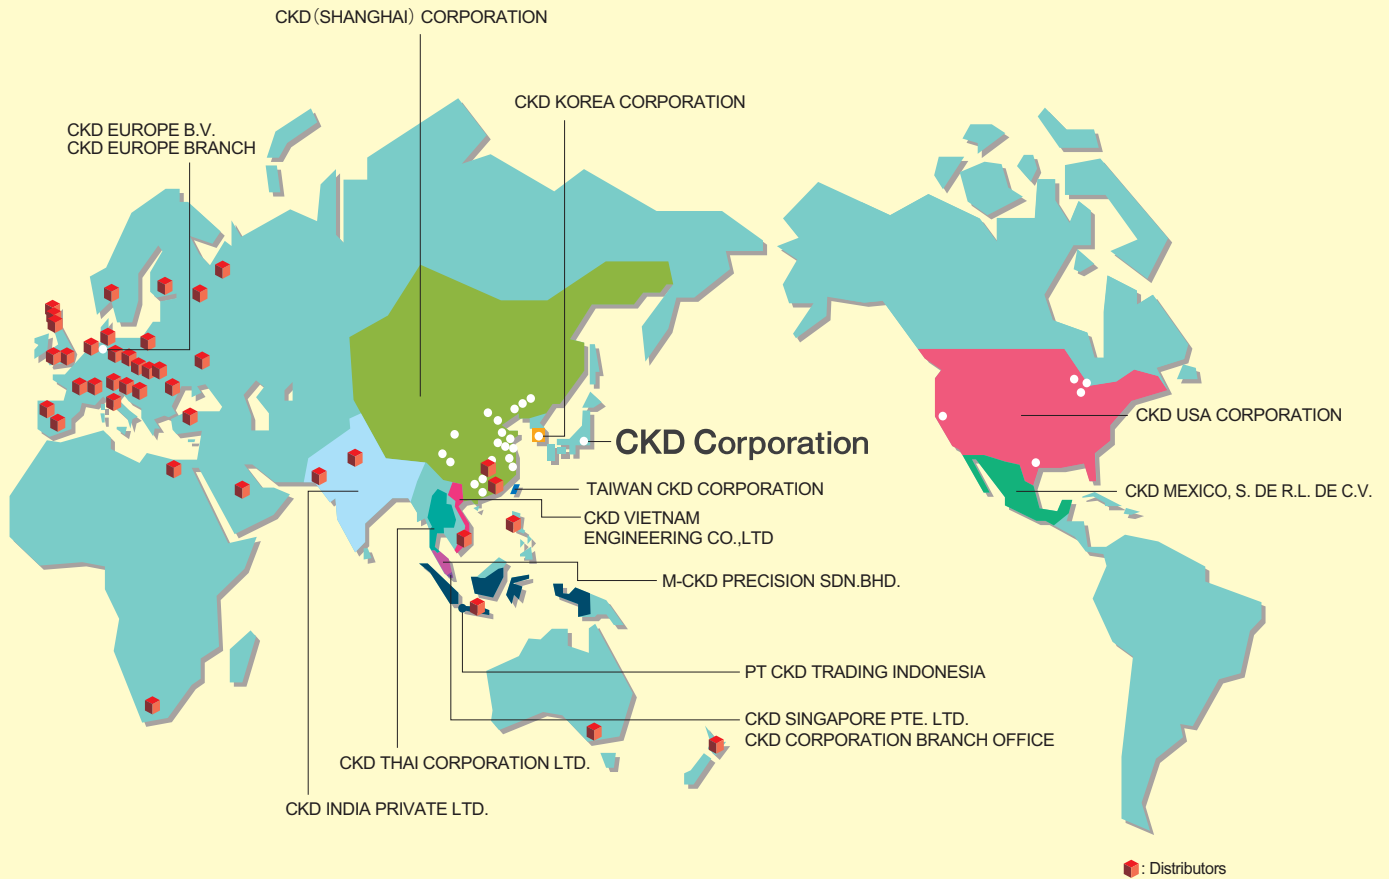 CKD（SHANGHAI）CORPORATION
CKD KOREA CORPORATION
CKD EUROPE B.V.
CKD EUROPE BRANCH
CKD Corporation
CKD USA CORPORATION
TAIWAN CKD CORPORATION
CKD MEXICO, S. DE R.L. DE C.V.
CKD VIETNAM
ENGINEERING CO.,LTD
M-CKD PRECISION SDN.BHD.
PT CKD TRADING INDONESIA
CKD SINGAPORE PTE. LTD.
CKD CORPORATION BRANCH OFFICE
CKD THAI CORPORATION LTD.
CKD INDIA PRIVATE LTD.
: Distributors